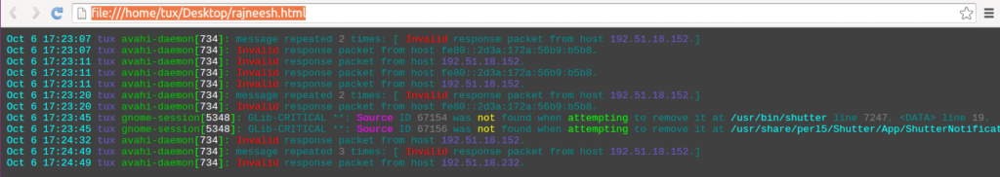 file:///home/tux/Desktop/rajneesh.html
Oct 6 17:23:07 tux avahi-daemon[734]: message repeated 2 times: [ Invalid response packet from host 192.51.18.152.]
Oct 6 17:23:07 tux avahi-daemon[734]: Invalid response packet from host fe80::2d3a:172a:56b9:b5b8.
Oct 6 17:23:11 tux avahi-daemon[734]: Invalid response packet from host 192.51.18.152.
Oct 6 17:23:11 tux avahi-daemon[734]: Invalid response packet from host fe80::2d3a:172a:56b9:b5b8.
Oct 6 17:23:11 tux avahi-daemon[734]: Invalid response packet from host 192.51.18.152.
Oct 6 17:23:20 tux avahi-daemon[734]: message repeated 2 times: [ Invalid response packet from host 192.51.18.152.]
Oct 6 17:23:20 tux avahi-daemon[734]: Invalid response packet from host fe80::2d3a:172a:56b9:b5b8.
Oct 6 17:23:45 tux gnome-session[5348]: GLib-CRITICAL **: Source ID 67154 was not found when attempting to remove it at /usr/bin/shutter line 7247, <DATA> line 19.
Oct 6 17:23:45 tux gnome-session[5348]: GLib-CRITICAL **: Source ID 67156 was not found when attempting to remove it at /usr/share/perl5/Shutter/App/ShutterNotificat
Oct 6 17:24:32 tux avahi-daemon[734]: Invalid response packet from host 192.51.18.152.
Oct 6 17:24:49 tux avahi-daemon[734]: message repeated 3 times: [ Invalid response packet from host 192.51.18.152.]
Oct 6 17:24:49 tux avahi-daemon[734]: Invalid response packet from host 192.51.18.232.